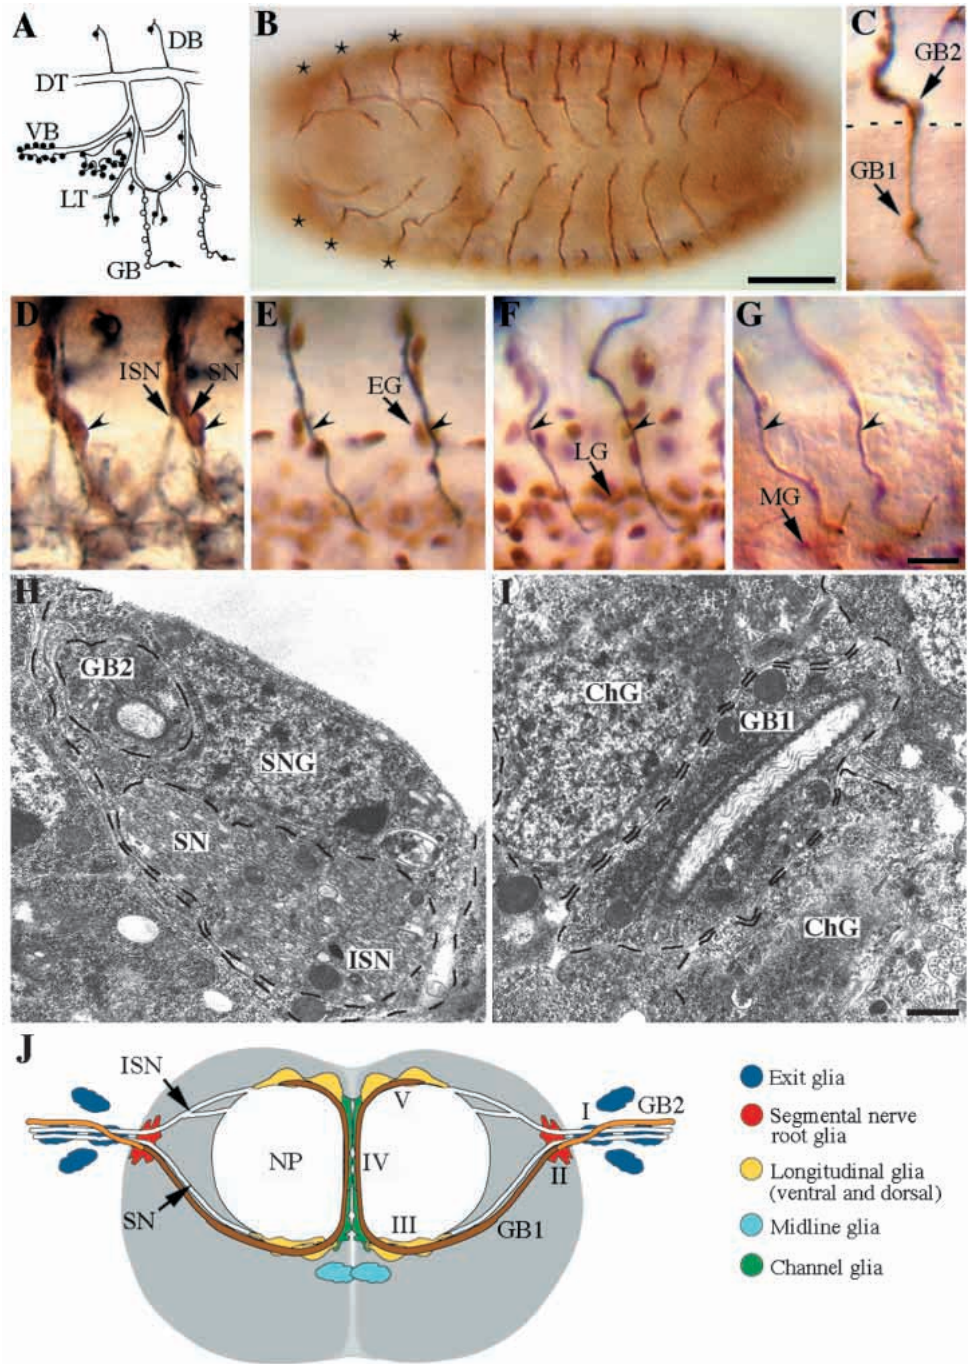 A
DB
DT
VB
LT
GB
B
* * *
* * *
C
GB2
GB1
D
ISN
SN
E
EG
F
LG
G
MG
H
GB2
SNG
SN
ISN
I
ChG
GB1
ChG
J
ISN
V
I
GB2
NP
IV
II
SN
III
GB1
Exit glia
Segmental nerve
root glia
Longitudinal glia
(ventral and dorsal)
Midline glia
Channel glia